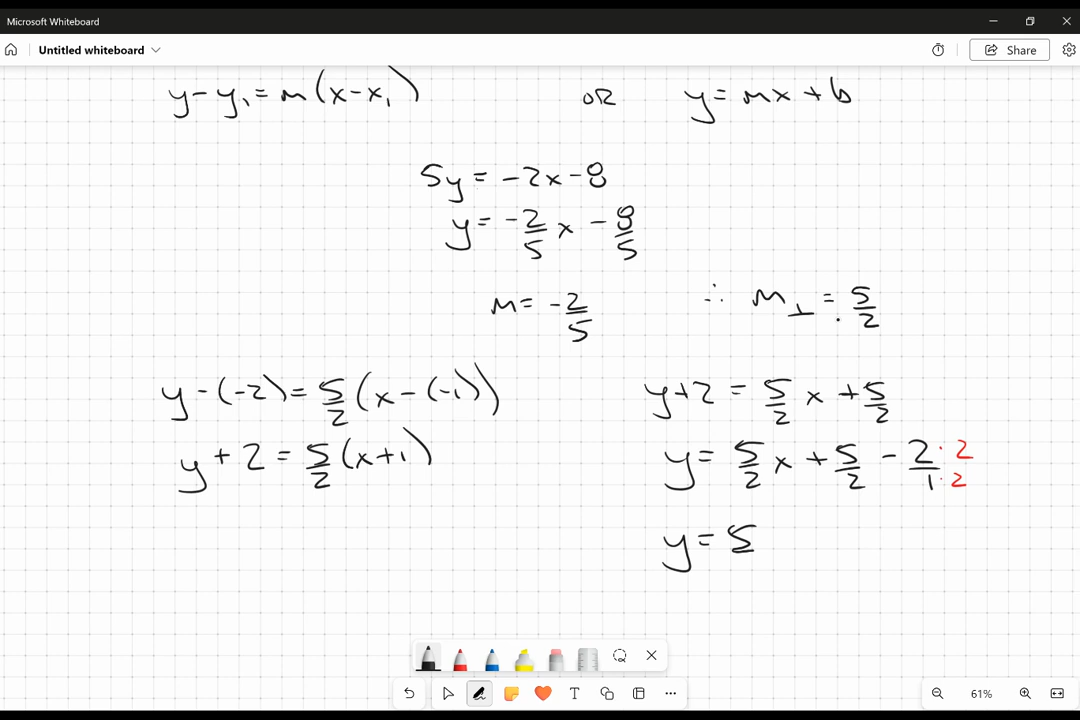 Microsoft Whiteboard
Untitled whiteboard
Share
y-y₁=m(x-x₁) or y=mx+b
5y=-2x-8
y=-2/5 x -8/5
m=-2/5 ∴ m⊥=5/2
y-(-2)=5/2(x-(-1)) y+2=5/2 x+5/2
y+2=5/2(x+1) y=5/2 x+5/2-2/1·2/2
y=5
61%